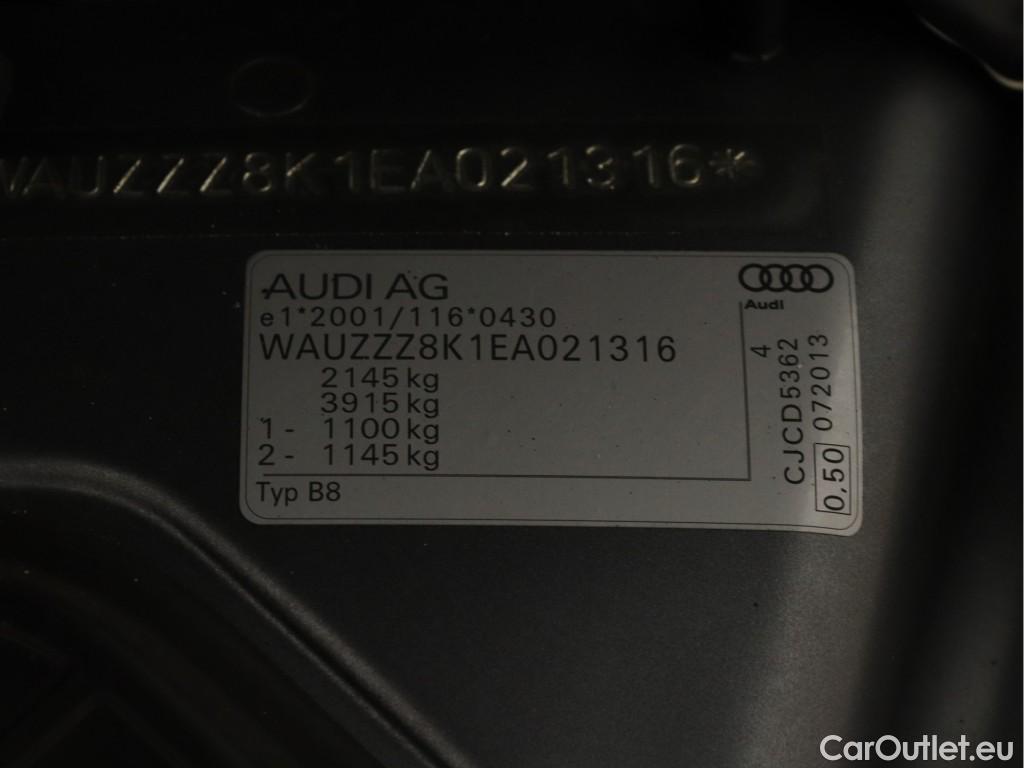 WAUZZZ8K1EA021316*
AUDI AG
Audi
e1*2001/116*0430
WAUZZZ8K1EA021316
2145 kg
3915 kg
1- 1100 kg
2- 1145 kg
Typ B8
4
CJCD5362
0.50 072013
CarOutlet.eu